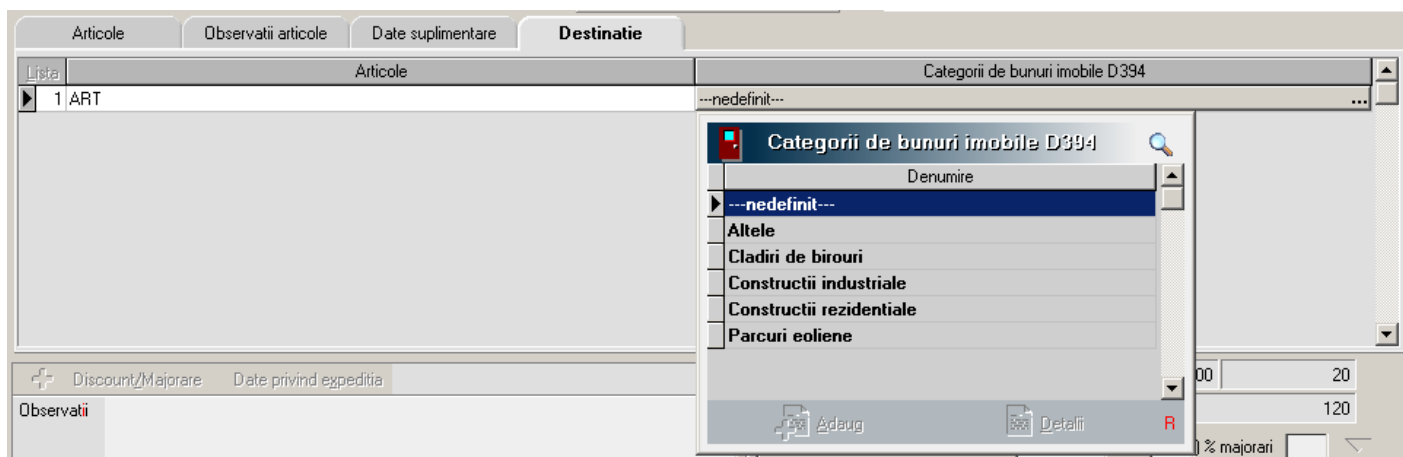 Articole Observatii articole Date suplimentare Destinatie
Lista Articole Categorii de bunuri imobile D394
1 ART ---nedefinit--- ...
Categorii de bunuri imobile D394
Denumire
---nedefinit---
Altele
Cladiri de birouri
Constructii industriale
Constructii rezidentiale
Parcuri eoliene
Adaug Detalii R
Discount/Majorare Date privind expeditia
00 20
Observatii
120
) % majorari